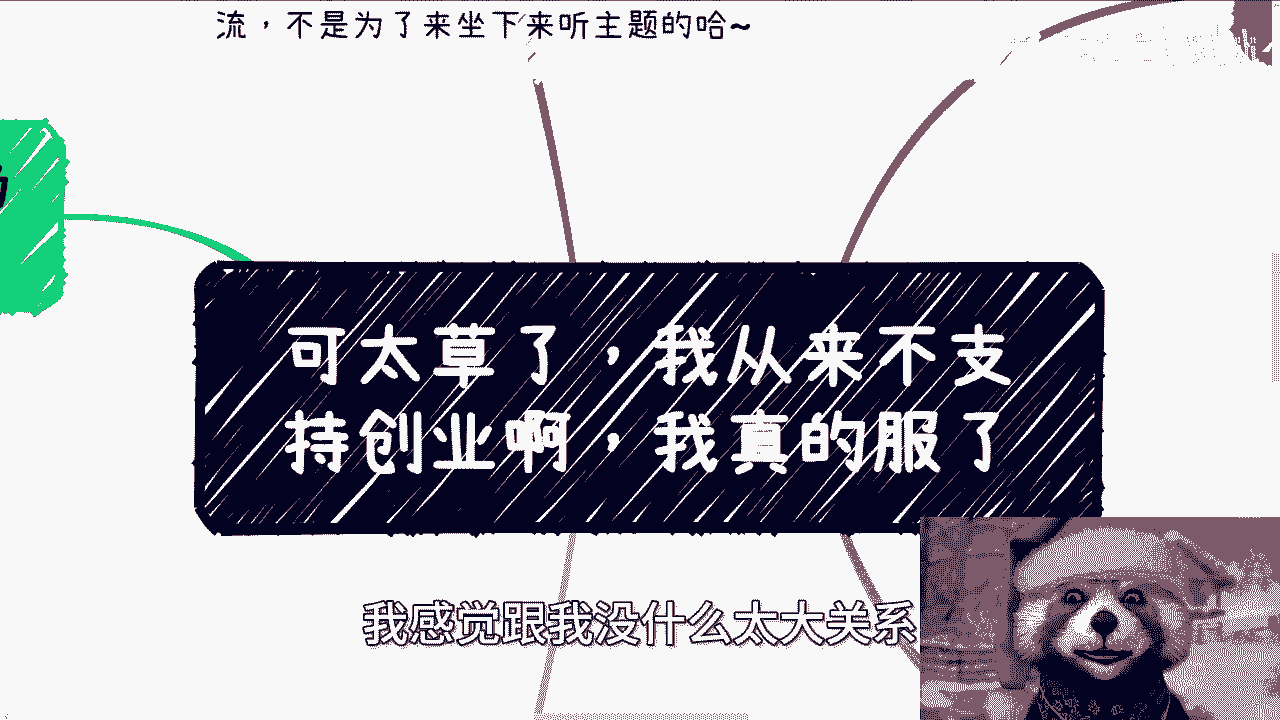 流，不是为了来坐下来听主题的哈~
可太草了，我从来不支
持创业啊，我真的服了
我感觉跟我没什么太大关系